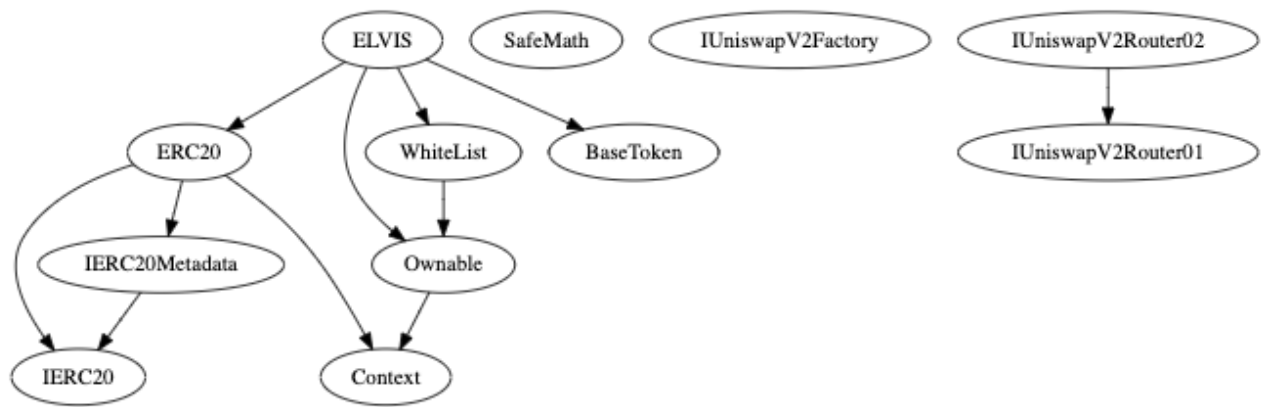 ELVIS
SafeMath
IUniswapV2Factory
IUniswapV2Router02
ERC20
WhiteList
BaseToken
IUniswapV2Router01
IERC20Metadata
Ownable
IERC20
Context